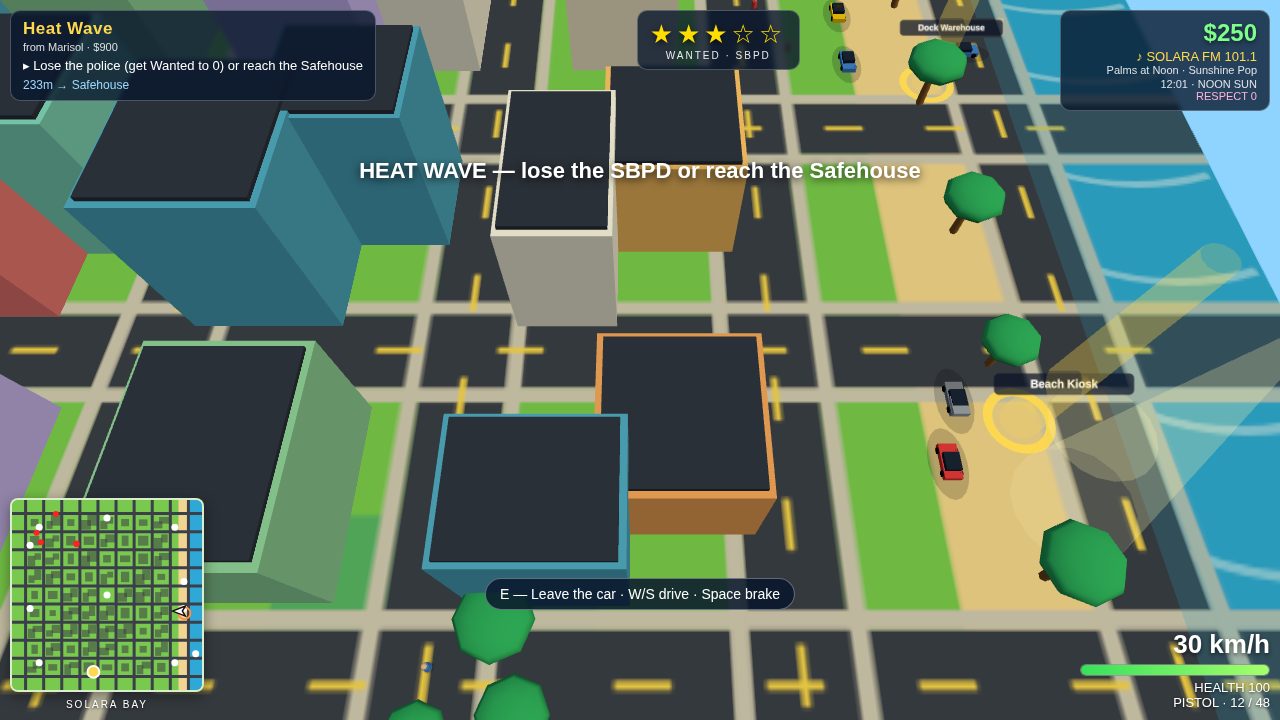 Heat Wave
from Marisol · $900
▸ Lose the police (get Wanted to 0) or reach the Safehouse
233m → Safehouse
★★★☆☆
WANTED · SBPD
Dock Warehouse
$250
♪ SOLARA FM 101.1
Palms at Noon · Sunshine Pop
12:01 · NOON SUN
RESPECT 0
HEAT WAVE — lose the SBPD or reach the Safehouse
Beach Kiosk
E — Leave the car · W/S drive · Space brake
SOLARA BAY
30 km/h
HEALTH 100
PISTOL · 12 / 48